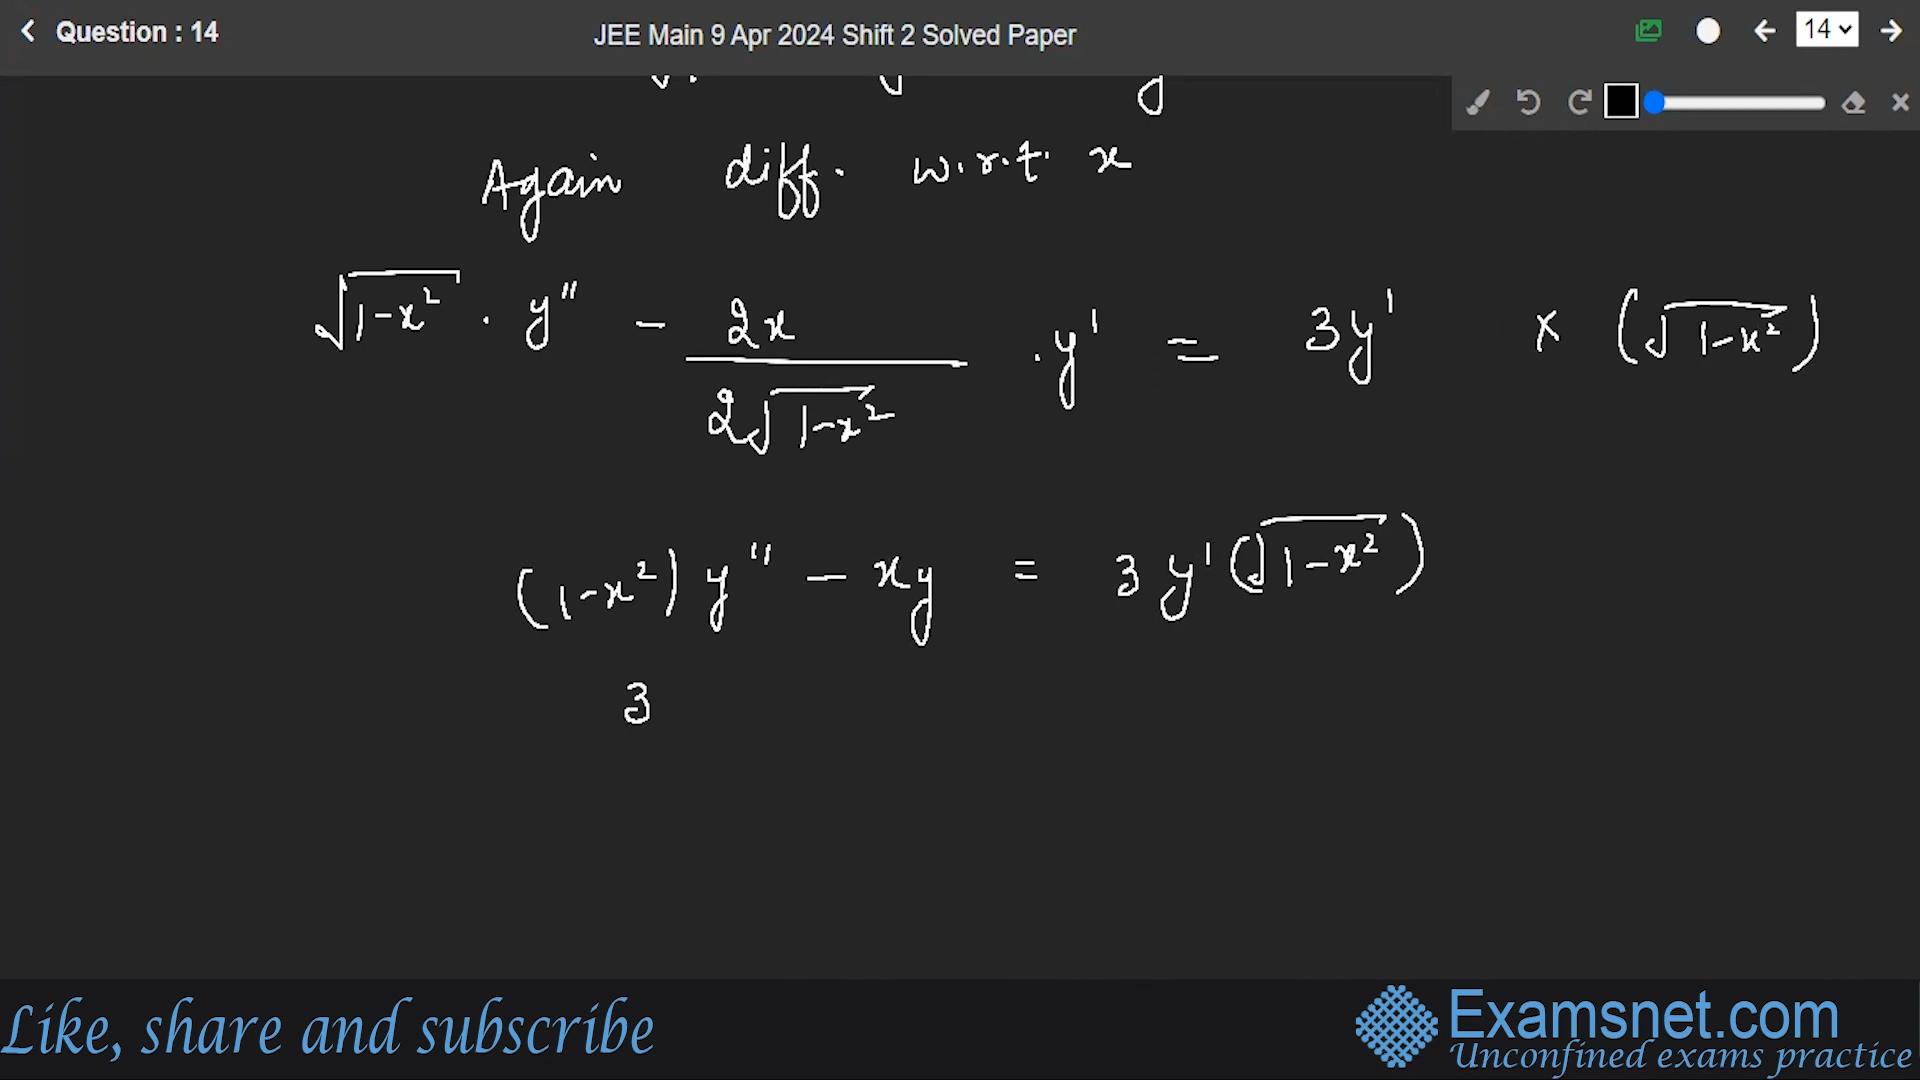 Question : 14
JEE Main 9 Apr 2024 Shift 2 Solved Paper
14
Again diff. w.r.t. x
√(1-x²) · y'' - 2x/(2√(1-x²)) · y' = 3y' × (√(1-x²))
(1-x²) y'' - xy = 3 y' (√(1-x²))
3
Like, share and subscribe
Examsnet.com
Unconfined exams practice